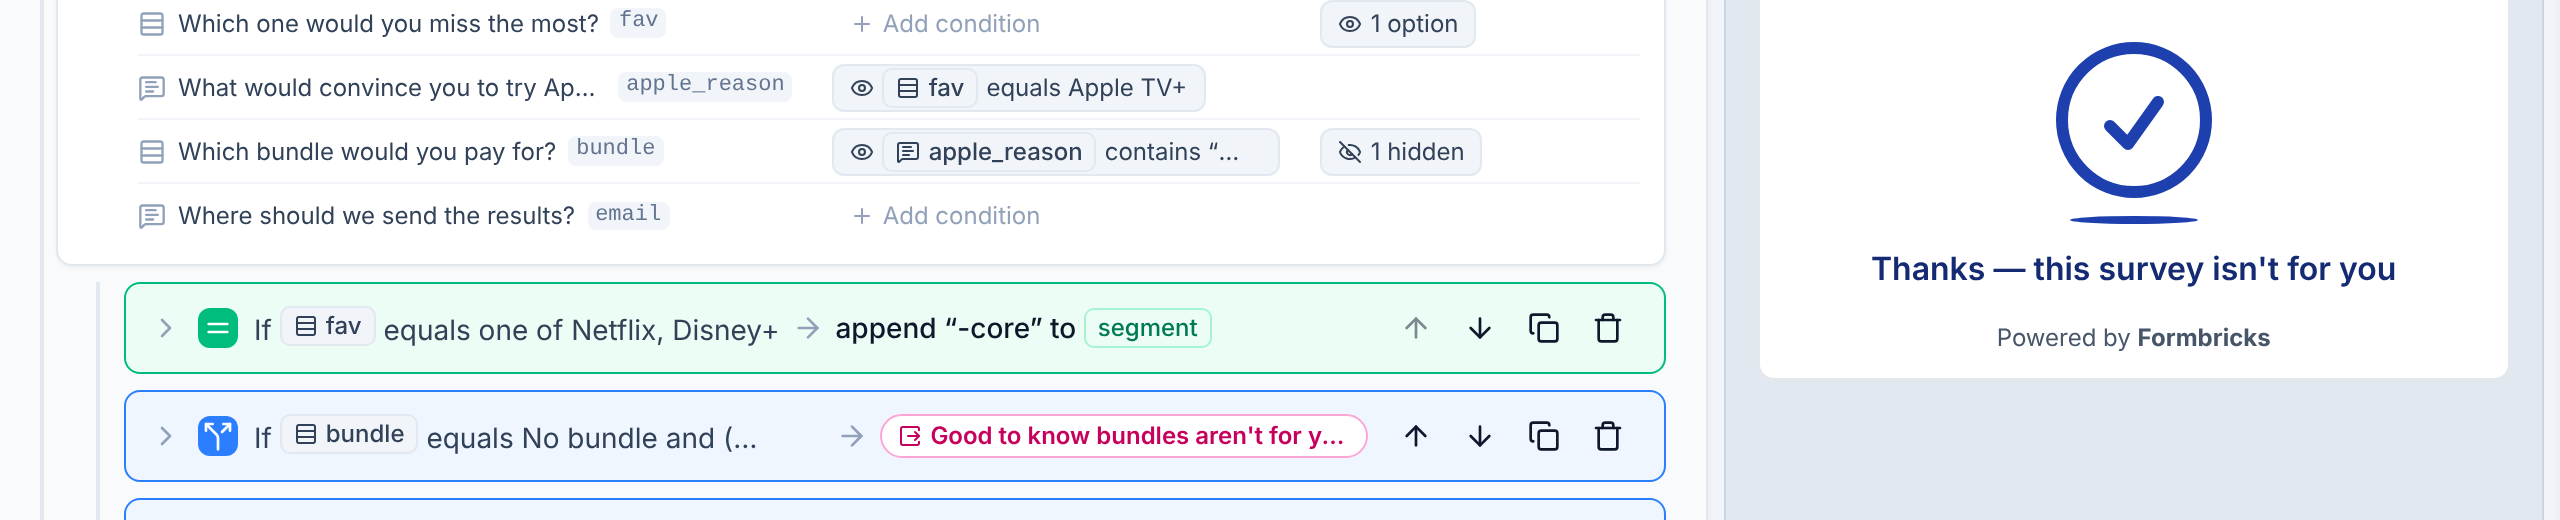 Which one would you miss the most? fav + Add condition 1 option
What would convince you to try Ap... apple_reason fav equals Apple TV+
Which bundle would you pay for? bundle apple_reason contains “... 1 hidden
Where should we send the results? email + Add condition
If fav equals one of Netflix, Disney+ → append “-core” to segment
If bundle equals No bundle and (... → Good to know bundles aren't for y...
Thanks — this survey isn't for you
Powered by Formbricks